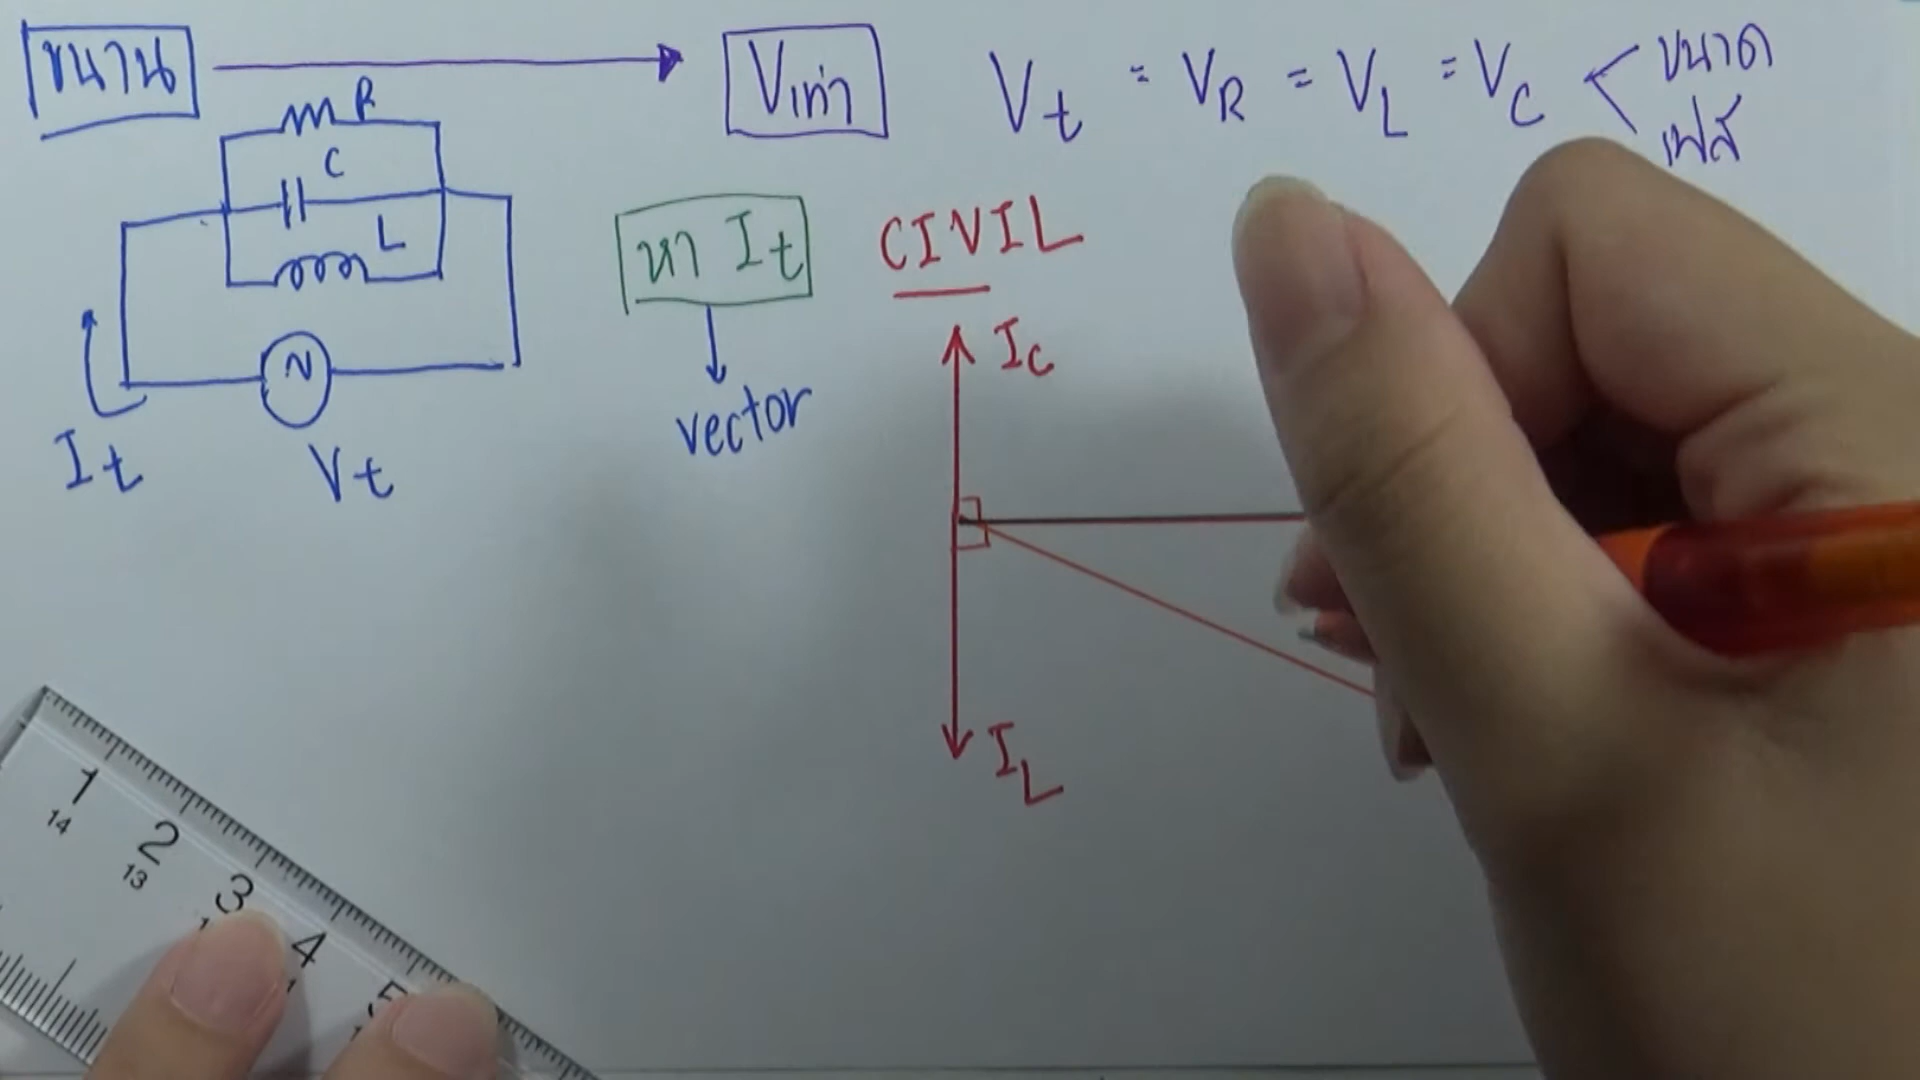 ขนาน
V เท่า
Vt = VR = VL = VC
ขนาด
เฟส
R
C
L
It
Vt
หา It
vector
CIVIL
IC
IL
1 2 3 4 5
14 13